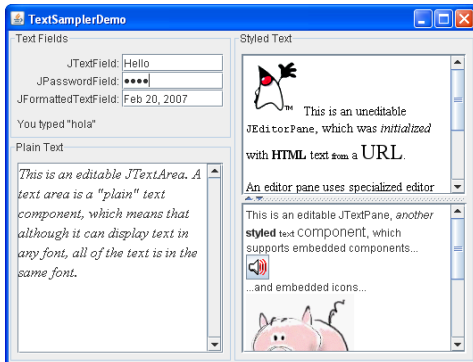 TextSamplerDemo
Text Fields
JTextField: Hello
JPasswordField: ••••
JFormattedTextField: Feb 20, 2007
You typed "hola"
Plain Text
This is an editable JTextArea. A
text area is a "plain" text
component, which means that
although it can display text in
any font, all of the text is in the
same font.
Styled Text
TM This is an uneditable
JEditorPane, which was initialized
with HTML text from a URL.
An editor pane uses specialized editor
This is an editable JTextPane, another
styled text component, which
supports embedded components...
...and embedded icons...